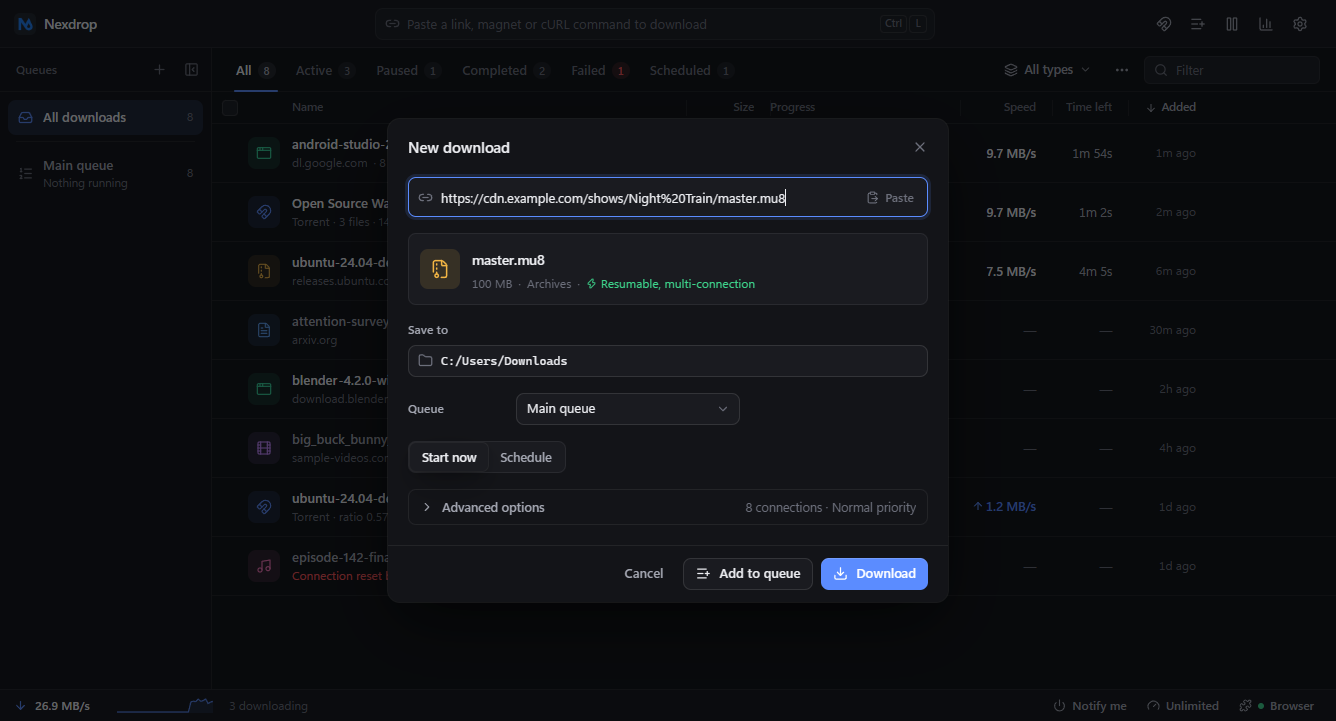 Nexdrop
Paste a link, magnet or cURL command to download
Ctrl L
Queues
All 8 Active 3 Paused 1 Completed 2 Failed 1 Scheduled 1
All types
Filter
All downloads 8
Main queue 8
Nothing running
Name Size Progress Speed Time left Added
android-studio-2
dl.google.com · 8
9.7 MB/s 1m 54s 1m ago
Open Source Wa
Torrent · 3 files · 14
9.7 MB/s 1m 2s 2m ago
ubuntu-24.04-de
releases.ubuntu.co
7.5 MB/s 4m 5s 6m ago
attention-survey
arxiv.org
— — 30m ago
blender-4.2.0-wi
download.blender
— — 2h ago
big_buck_bunny
sample-videos.com
— — 4h ago
ubuntu-24.04-de
Torrent · ratio 0.57
1.2 MB/s — 1d ago
episode-142-fina
Connection reset b
— — 1d ago
New download
https://cdn.example.com/shows/Night%20Train/master.mu8
Paste
master.mu8
100 MB · Archives · Resumable, multi-connection
Save to
C:/Users/Downloads
Queue Main queue
Start now Schedule
Advanced options 8 connections · Normal priority
Cancel Add to queue Download
26.9 MB/s 3 downloading Notify me Unlimited Browser